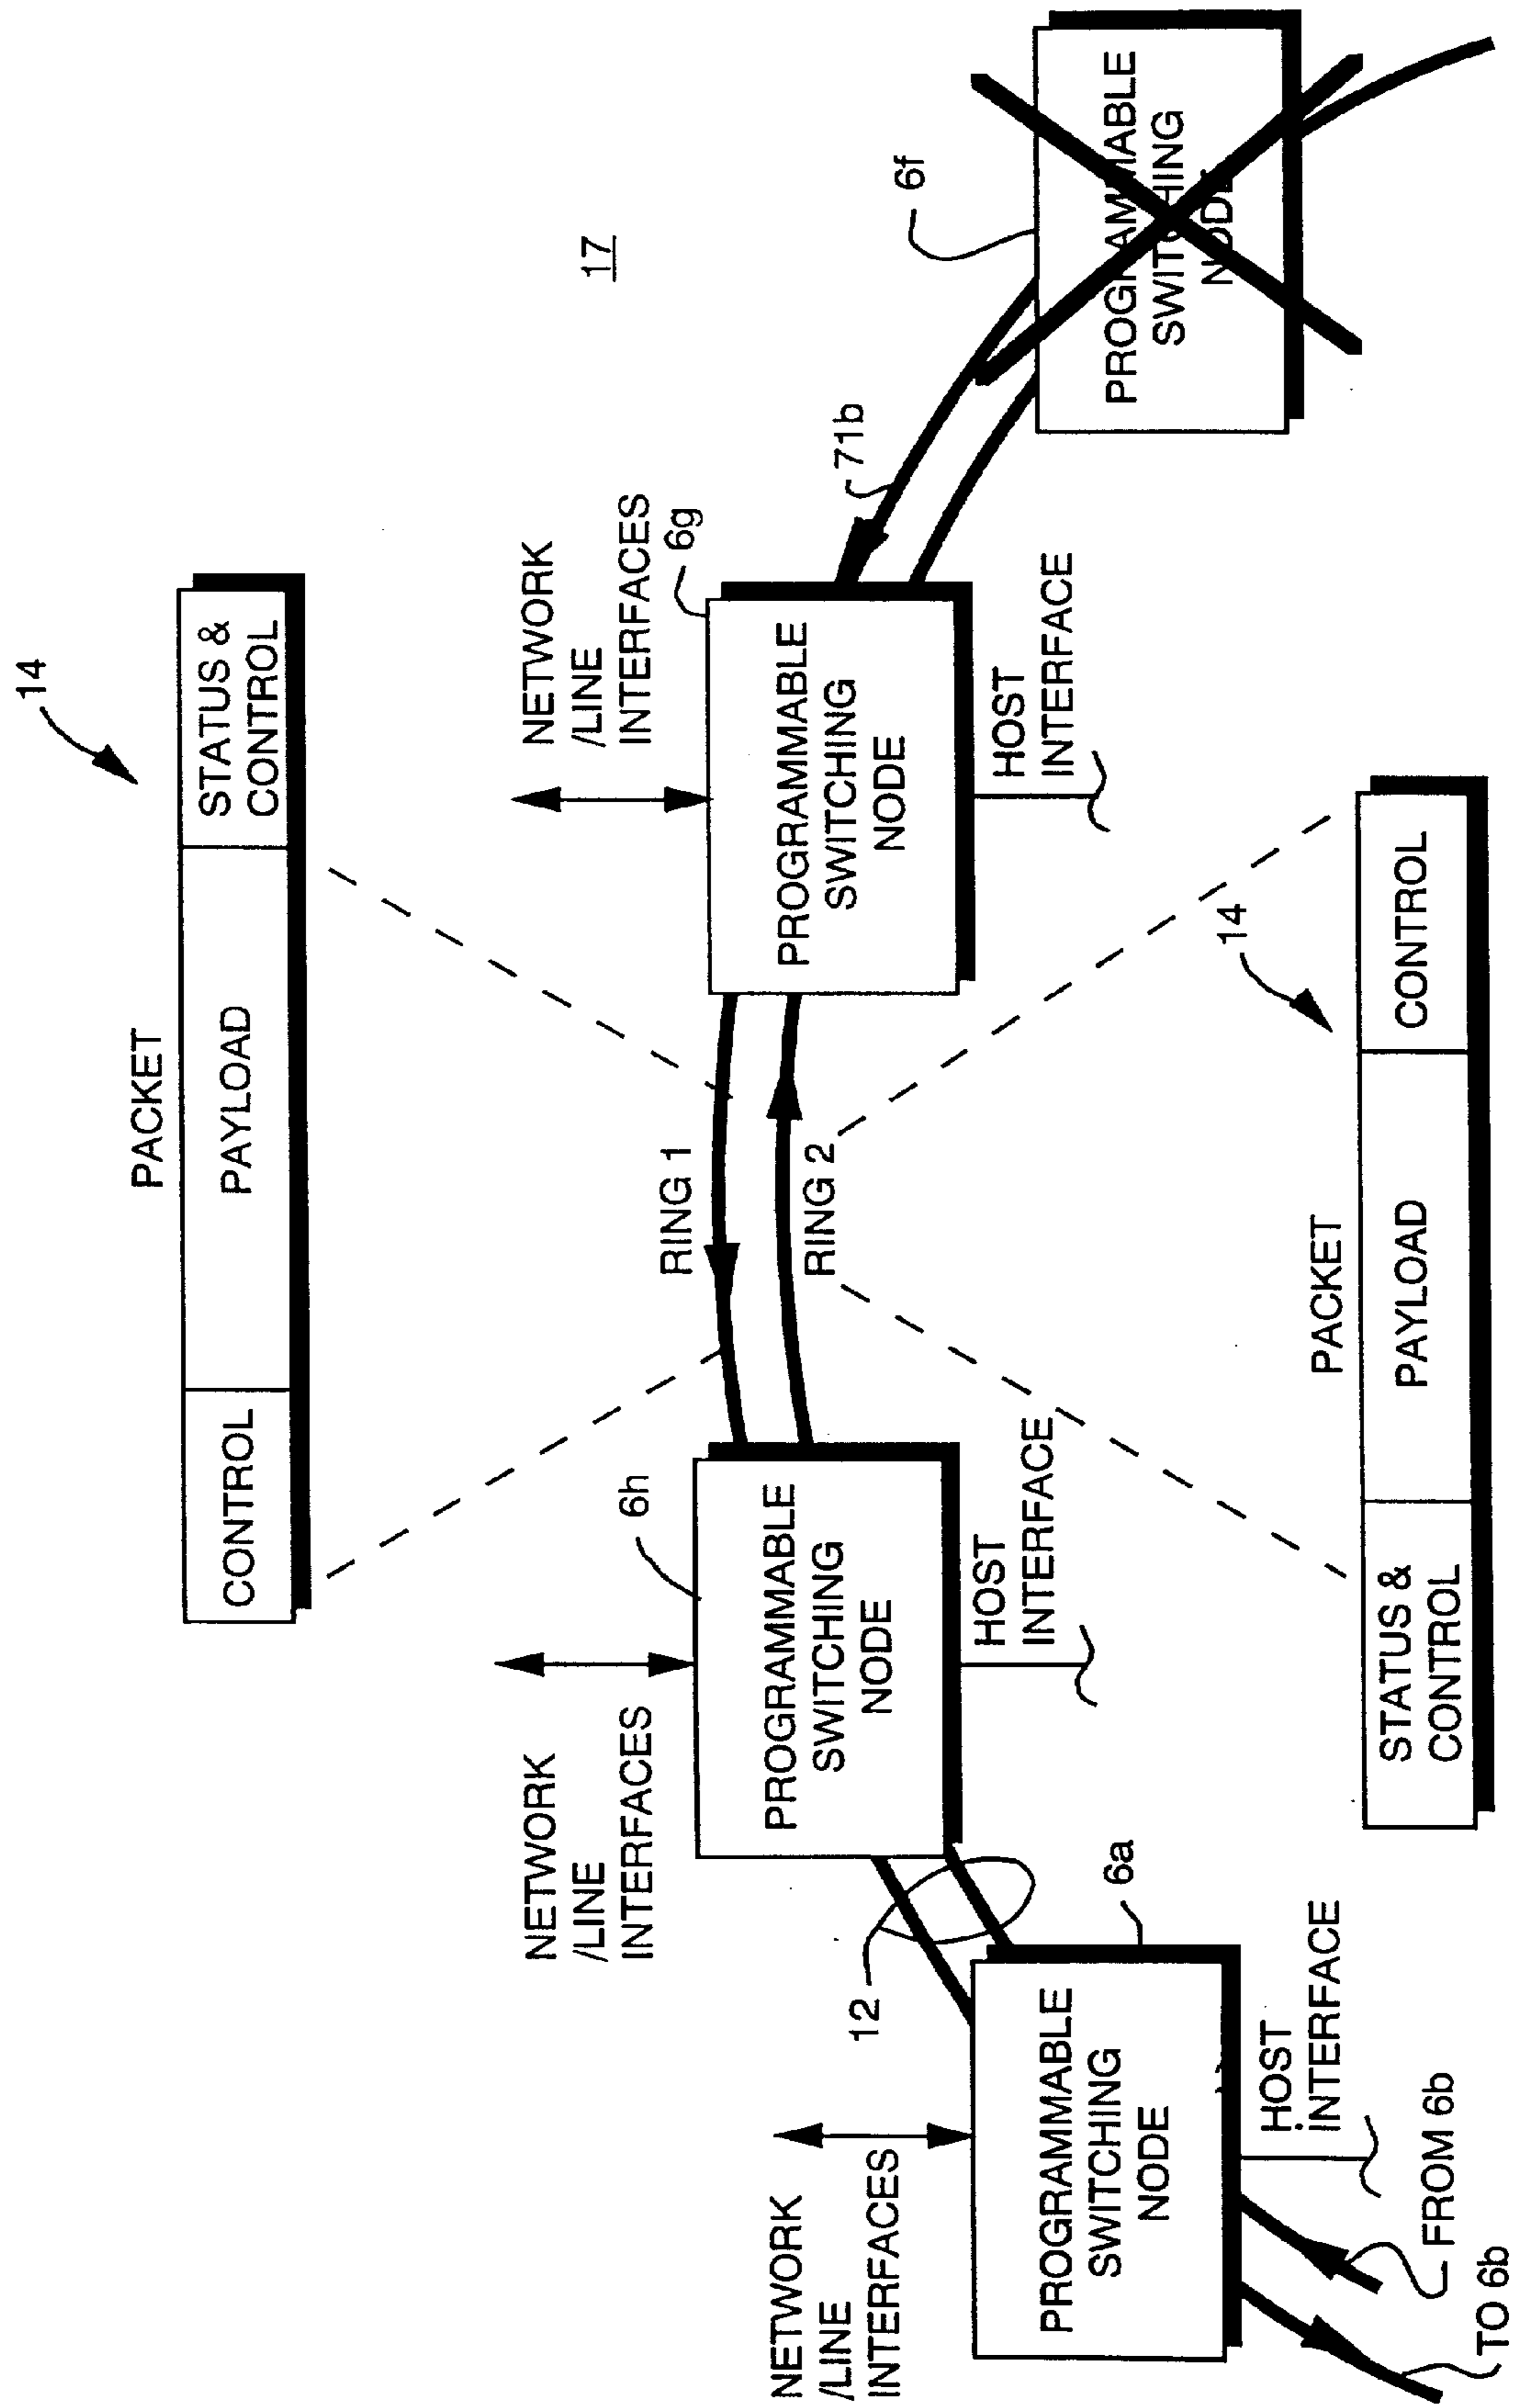 14
PACKET
CONTROL
PAYLOAD
STATUS &
CONTROL
17
NETWORK
/LINE
INTERFACES
6h
NETWORK
/LINE
INTERFACES
6g
RING 1
RING 2
PROGRAMMABLE
SWITCHING
NODE
PROGRAMMABLE
SWITCHING
NODE
71b
6f
HOST
INTERFACE
HOST
INTERFACE
NETWORK
/LINE
INTERFACES
12
6a
PROGRAMMABLE
SWITCHING
NODE
PROGRAMMABLE
SWITCHING
NODE
HOST
INTERFACE
14
PACKET
STATUS &
CONTROL
PAYLOAD
CONTROL
FROM 6b
TO 6b